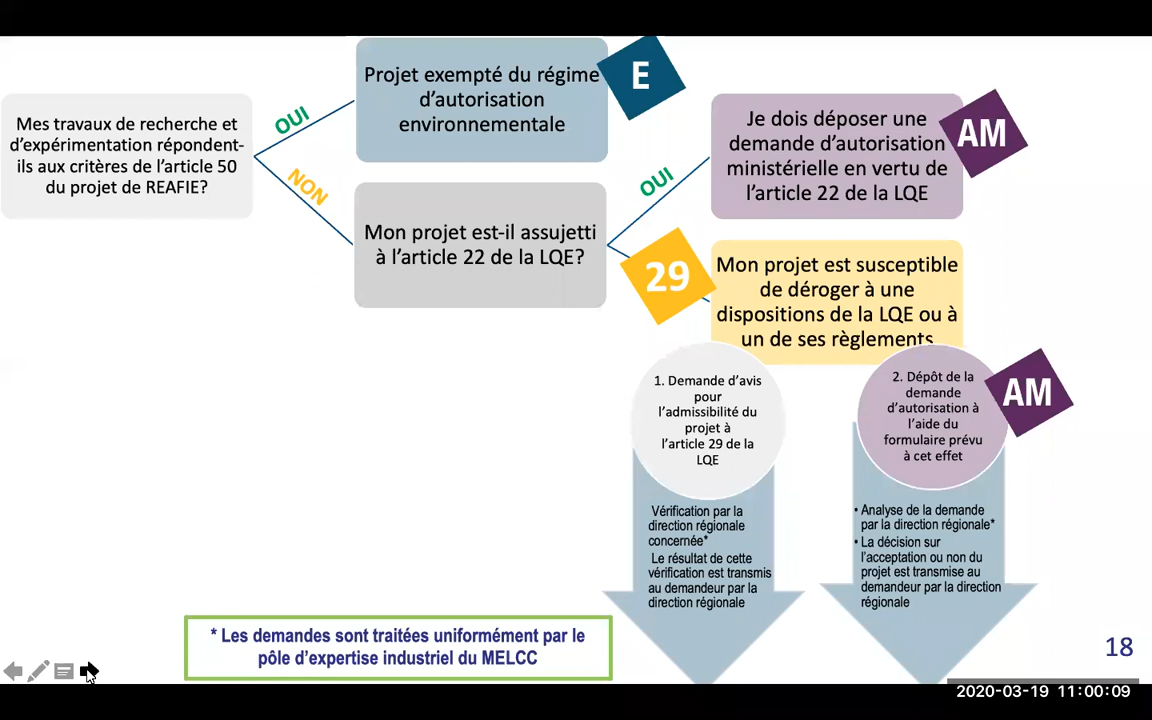 Mes travaux de recherche et
d'expérimentation répondent-
ils aux critères de l'article 50
du projet de REAFIE?
OUI
NON
Projet exempté du régime
d'autorisation
environnementale
E
Mon projet est-il assujetti
à l'article 22 de la LQE?
OUI
29
Je dois déposer une
demande d'autorisation
ministérielle en vertu de
l'article 22 de la LQE
AM
Mon projet est susceptible
de déroger à une
dispositions de la LQE ou à
un de ses règlements
1. Demande d'avis
pour
l'admissibilité du
projet à
l'article 29 de la
LQE
Vérification par la
direction régionale
concernée*
Le résultat de cette
vérification est transmis
au demandeur par la
direction régionale
2. Dépôt de la
demande
d'autorisation à
l'aide du
formulaire prévu
à cet effet
AM
• Analyse de la demande
par la direction régionale*
• La décision sur
l'acceptation ou non du
projet est transmise au
demandeur par la direction
régionale
* Les demandes sont traitées uniformément par le
pôle d'expertise industriel du MELCC
18
2020-03-19 11:00:09